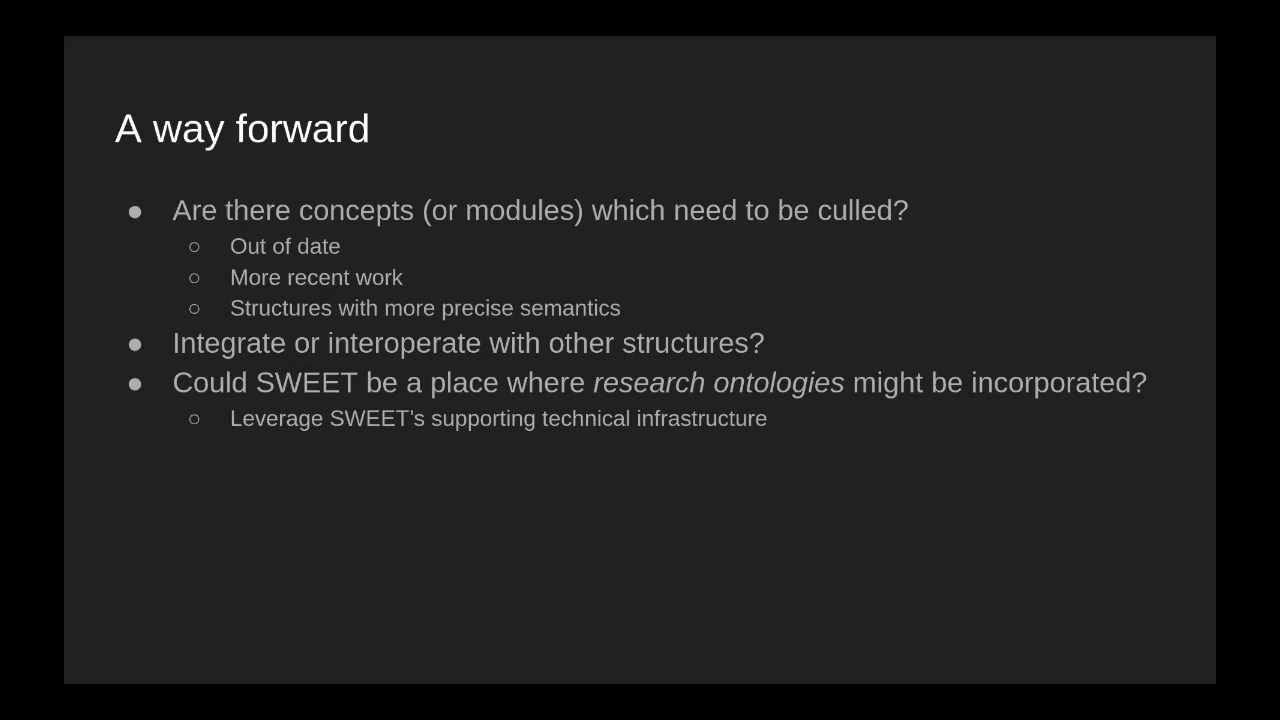 A way forward
● Are there concepts (or modules) which need to be culled?
○ Out of date
○ More recent work
○ Structures with more precise semantics
● Integrate or interoperate with other structures?
● Could SWEET be a place where research ontologies might be incorporated?
○ Leverage SWEET's supporting technical infrastructure